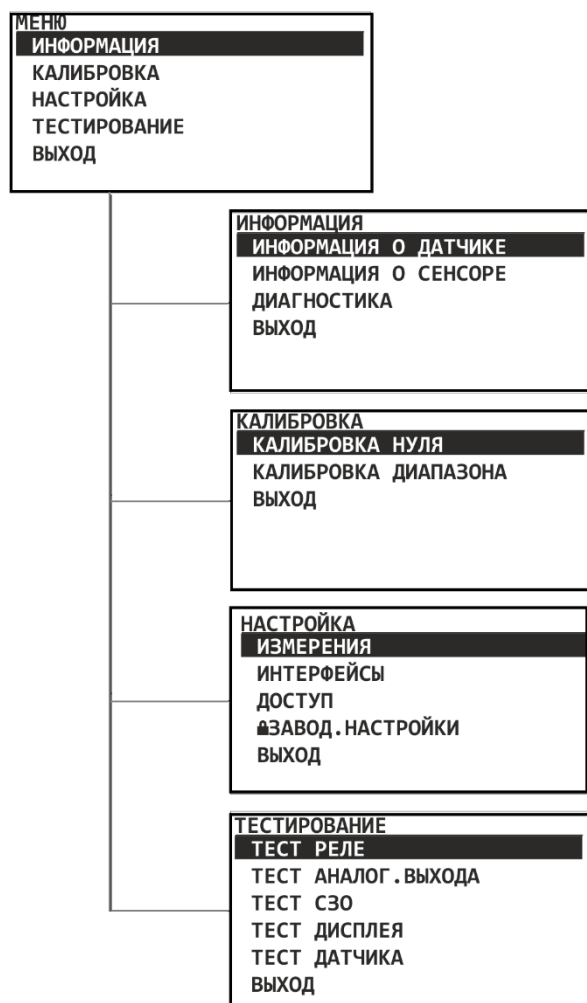 МЕНЮ
ИНФОРМАЦИЯ
КАЛИБРОВКА
НАСТРОЙКА
ТЕСТИРОВАНИЕ
ВЫХОД
ИНФОРМАЦИЯ
ИНФОРМАЦИЯ О ДАТЧИКЕ
ИНФОРМАЦИЯ О СЕНСОРЕ
ДИАГНОСТИКА
ВЫХОД
КАЛИБРОВКА
КАЛИБРОВКА НУЛЯ
КАЛИБРОВКА ДИАПАЗОНА
ВЫХОД
НАСТРОЙКА
ИЗМЕРЕНИЯ
ИНТЕРФЕЙСЫ
ДОСТУП
ЗАВОД.НАСТРОЙКИ
ВЫХОД
ТЕСТИРОВАНИЕ
ТЕСТ РЕЛЕ
ТЕСТ АНАЛОГ.ВЫХОДА
ТЕСТ СЗО
ТЕСТ ДИСПЛЕЯ
ТЕСТ ДАТЧИКА
ВЫХОД